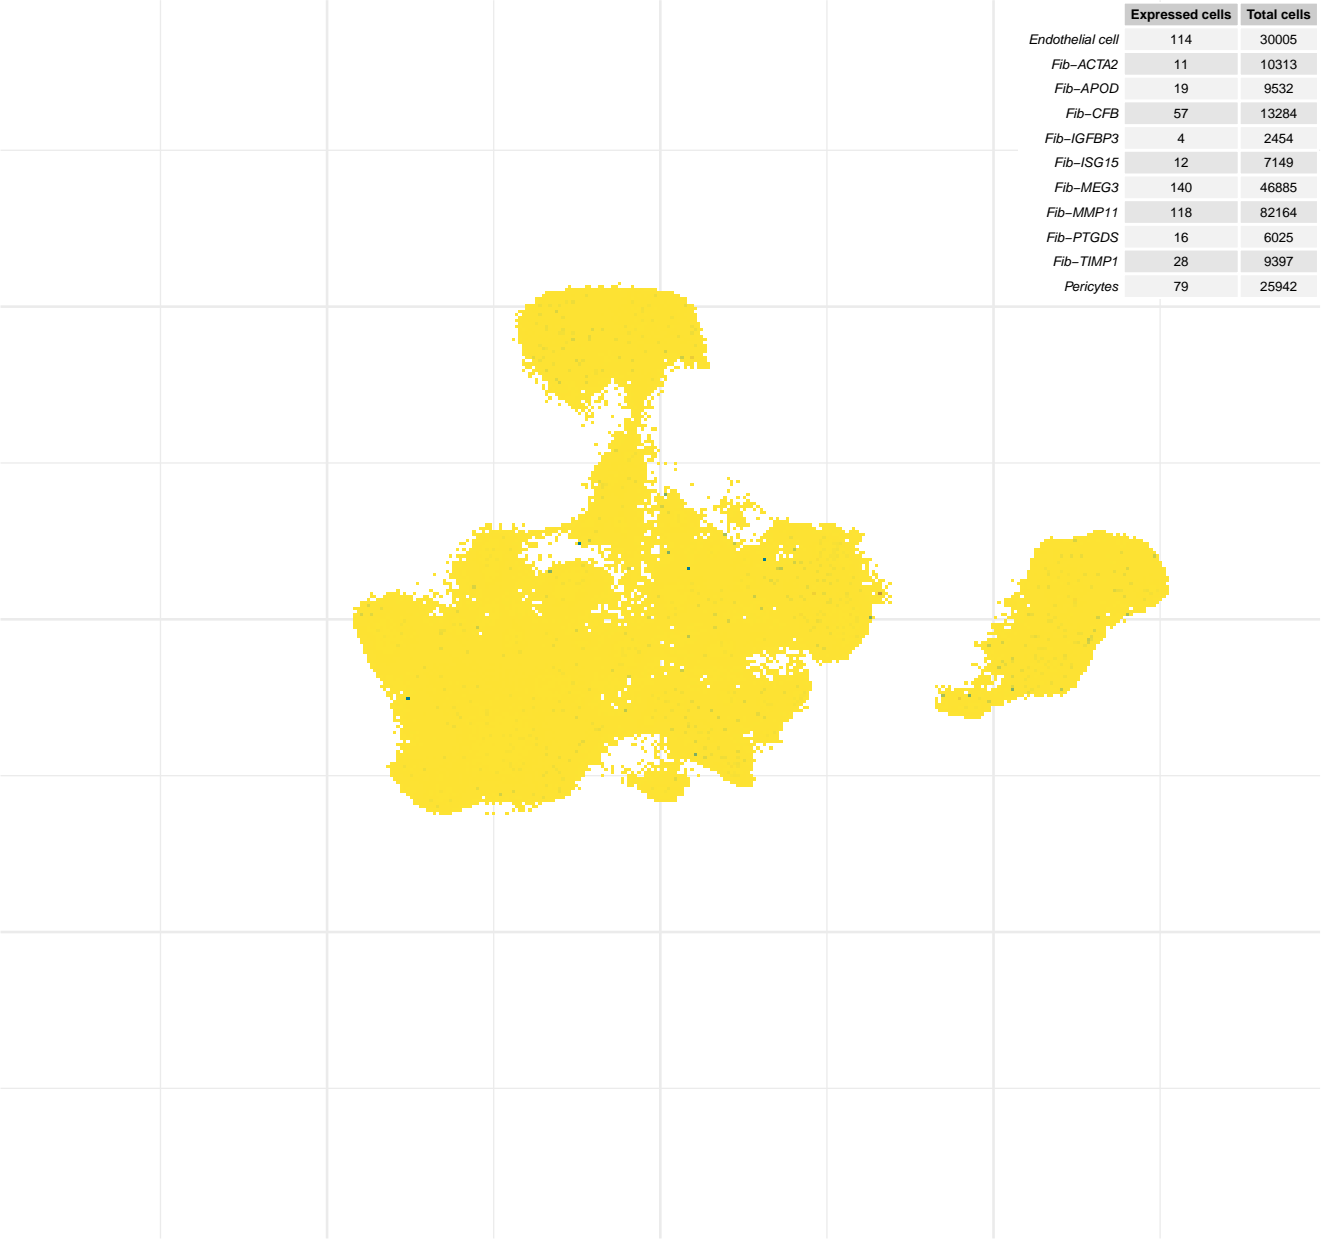 Expressed cells Total cells
Endothelial cell 114 30005
Fib−ACTA2 11 10313
Fib−APOD 19 9532
Fib−CFB 57 13284
Fib−IGFBP3 4 2454
Fib−ISG15 12 7149
Fib−MEG3 140 46885
Fib−MMP11 118 82164
Fib−PTGDS 16 6025
Fib−TIMP1 28 9397
Pericytes 79 25942